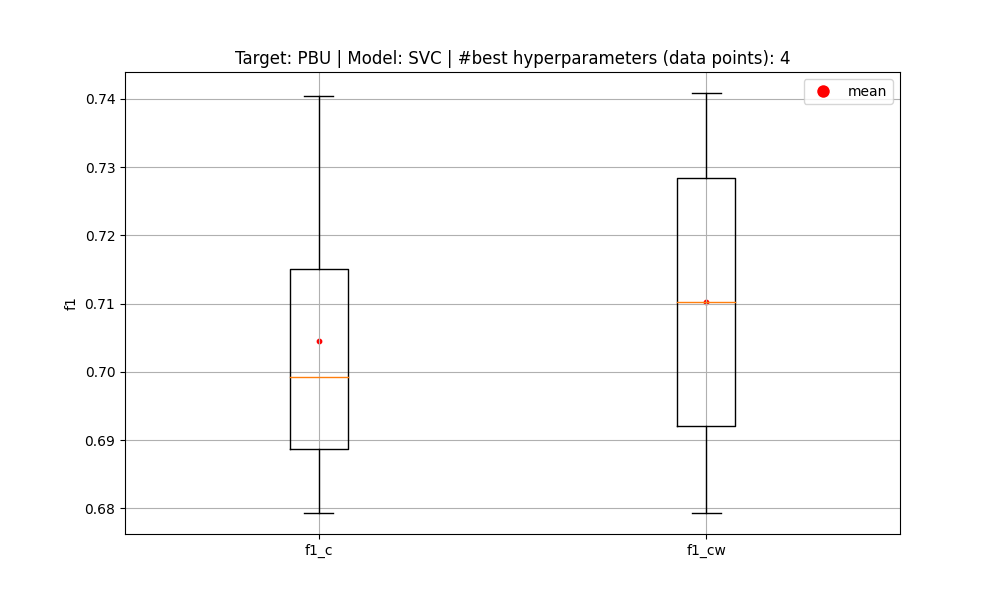 Target: PBU | Model: SVC | #best hyperparameters (data points): 4
mean
0.74
0.73
0.72
0.71
0.70
0.69
0.68
f1
f1_c
f1_cw